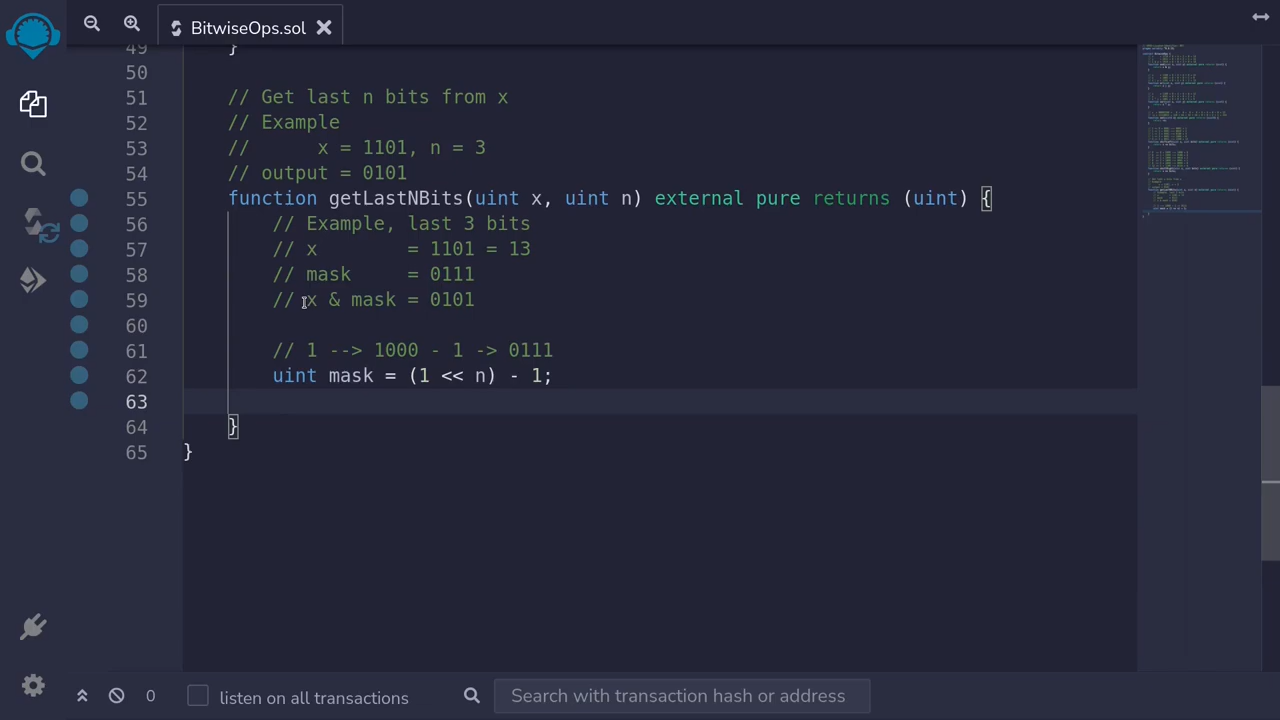 BitwiseOps.sol
49 }
50
51 // Get last n bits from x
52 // Example
53 //      x = 1101, n = 3
54 // output = 0101
55 function getLastNBits(uint x, uint n) external pure returns (uint) {
56 // Example, last 3 bits
57 // x        = 1101 = 13
58 // mask     = 0111
59 // x & mask = 0101
60
61 // 1 --> 1000 - 1 -> 0111
62 uint mask = (1 << n) - 1;
63
64 }
65 }
0 listen on all transactions Search with transaction hash or address